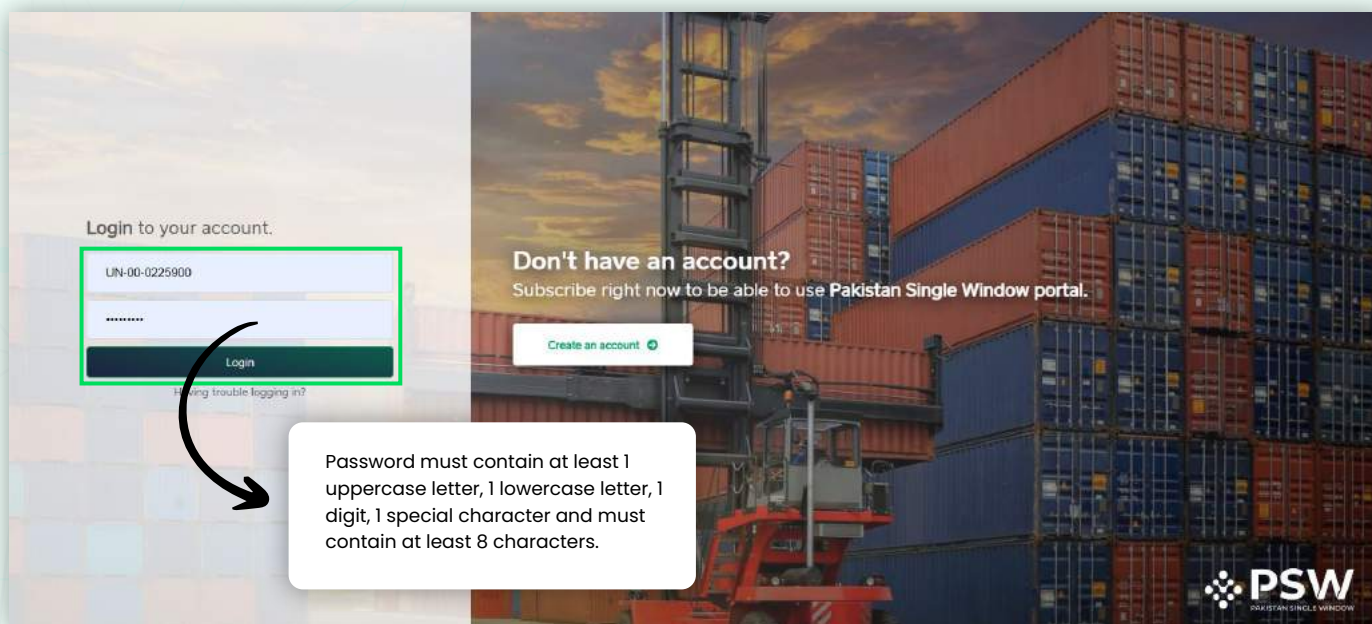 Login to your account.
UN-00-0225900
•••••••••
Login
Having trouble logging in?
Don't have an account?
Subscribe right now to be able to use Pakistan Single Window portal.
Create an account
Password must contain at least 1
uppercase letter, 1 lowercase letter, 1
digit, 1 special character and must
contain at least 8 characters.
PSW
PAKISTAN SINGLE WINDOW